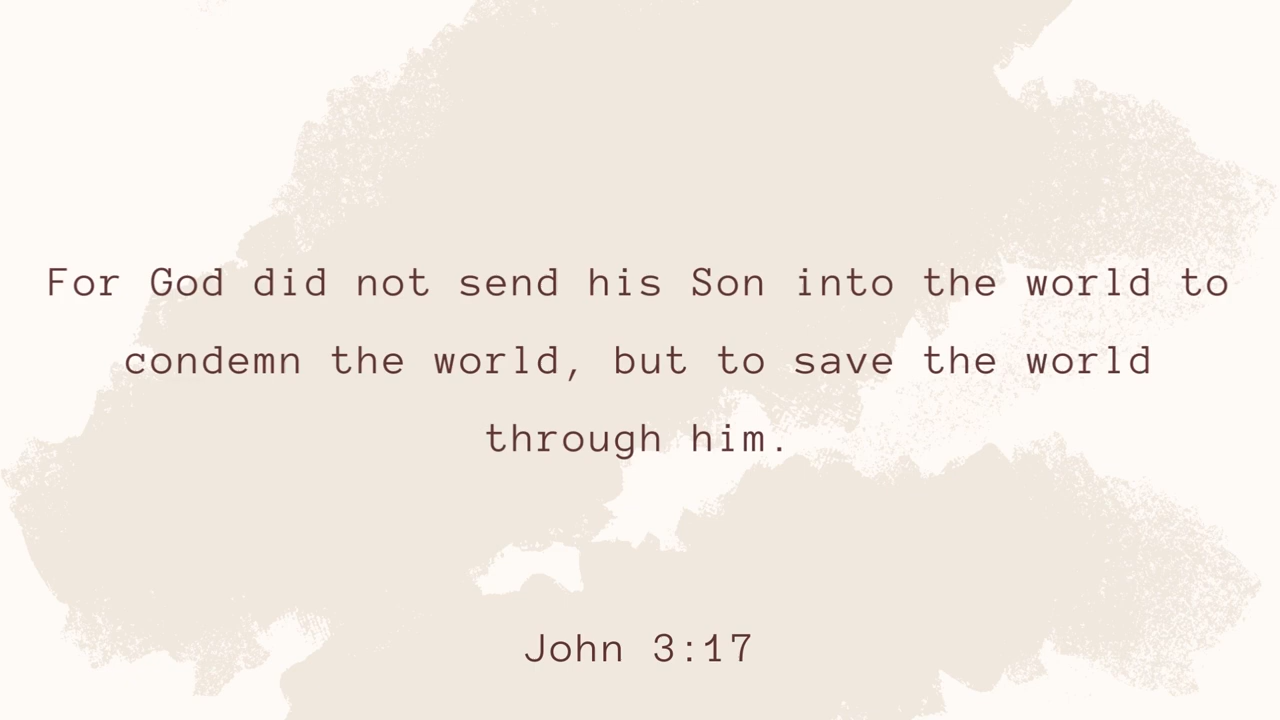 For God did not send his Son into the world to
condemn the world, but to save the world
through him.
John 3:17